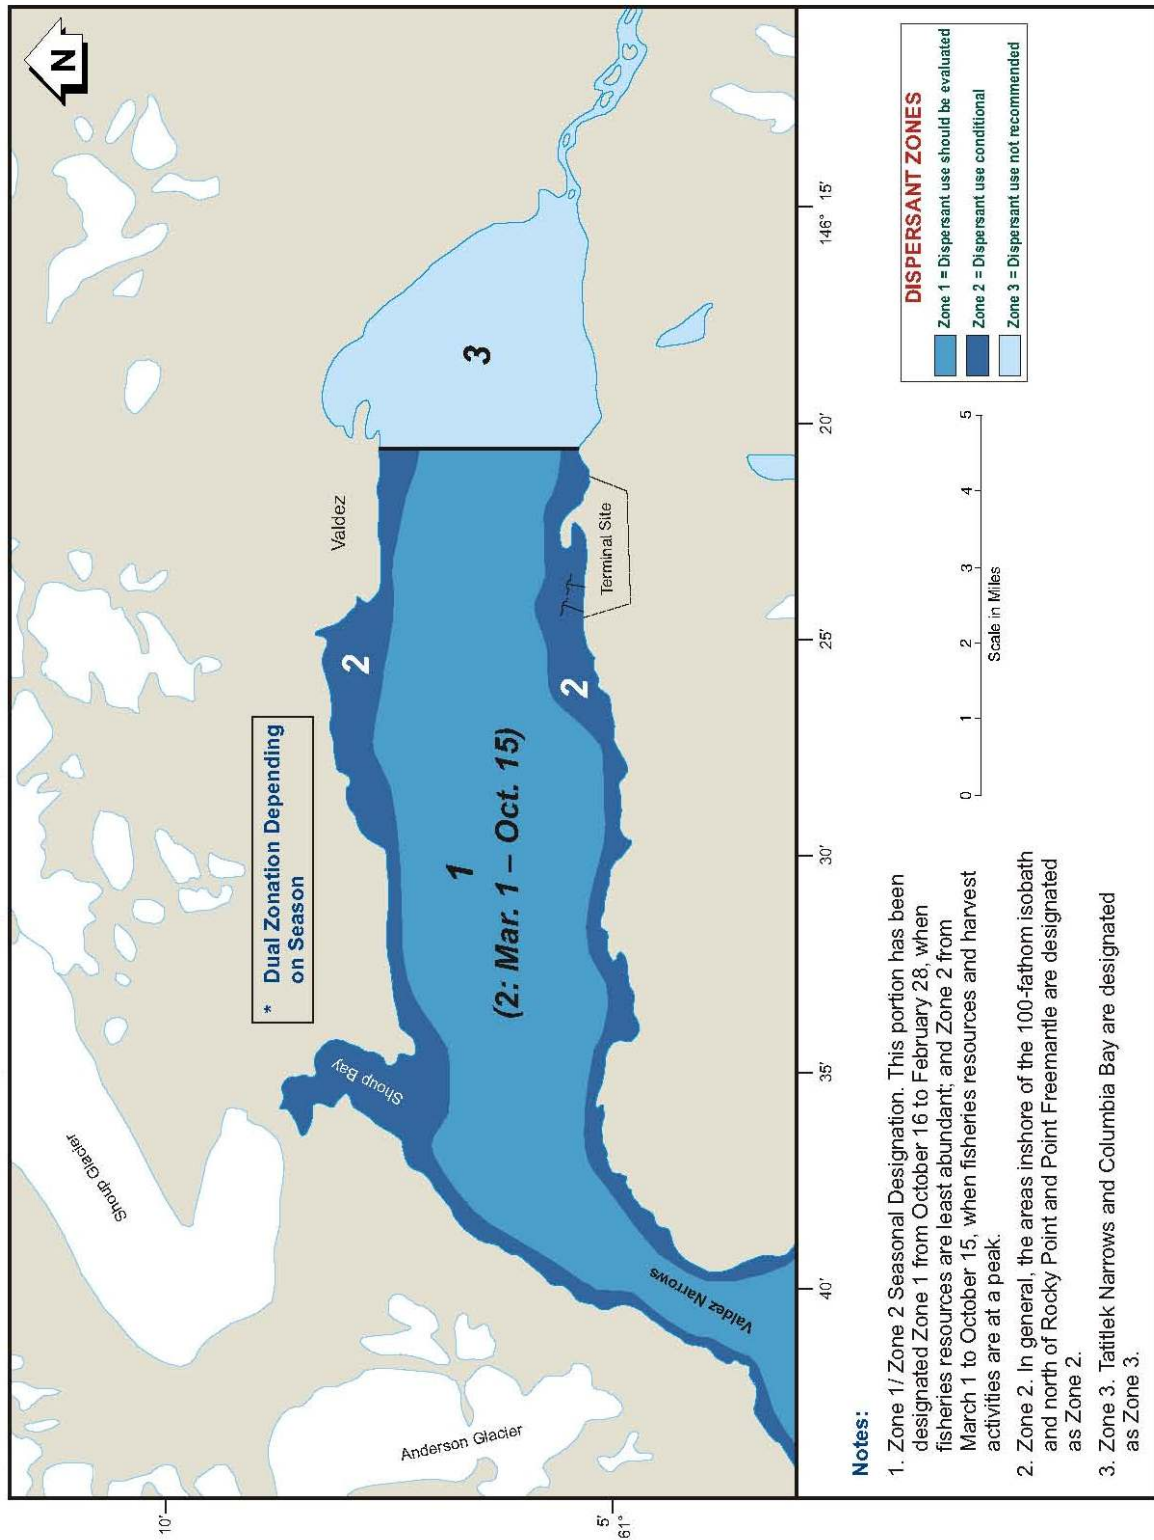 N
Shoup Glacier
Anderson Glacier
* Dual Zonation Depending
on Season
Valdez
Shoup Bay
2
3
1
(2: Mar. 1 – Oct. 15)
2
Terminal Site
Valdez Narrows
10'
5'
61°
40'
35'
30'
25'
20'
146° 15'
Notes:
1. Zone 1/ Zone 2 Seasonal Designation. This portion has been
designated Zone 1 from October 16 to February 28, when
fisheries resources are least abundant; and Zone 2 from
March 1 to October 15, when fisheries resources and harvest
activities are at a peak.
2. Zone 2. In general, the areas inshore of the 100-fathom isobath
and north of Rocky Point and Point Freemantle are designated
as Zone 2.
3. Zone 3. Tatitlek Narrows and Columbia Bay are designated
as Zone 3.
0 1 2 3 4 5
Scale in Miles
DISPERSANT ZONES
Zone 1 = Dispersant use should be evaluated
Zone 2 = Dispersant use conditional
Zone 3 = Dispersant use not recommended